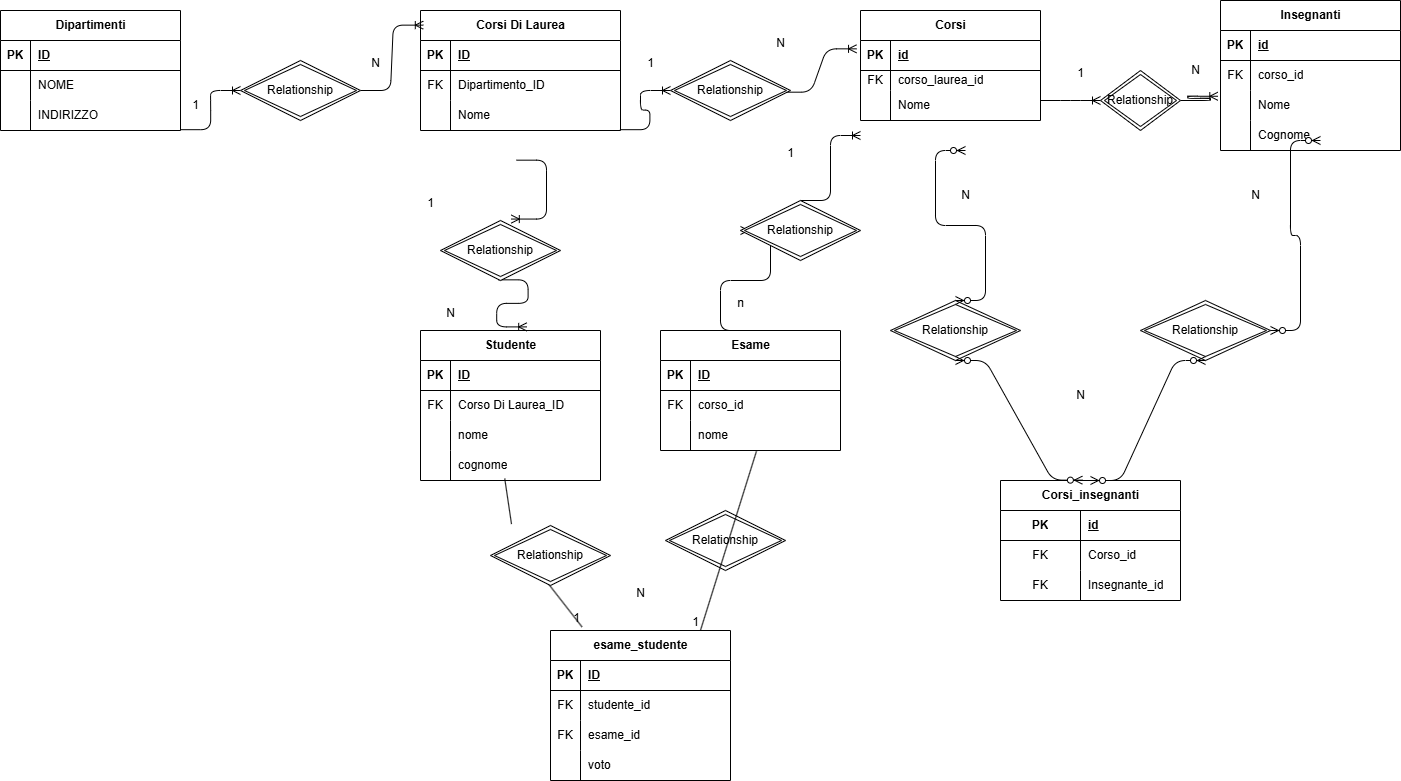 Dipartimenti
PK ID
NOME
INDIRIZZO
1
Relationship
N
Corsi Di Laurea
PK ID
FK Dipartimento_ID
Nome
1
Relationship
N
Corsi
PK id
FK corso_laurea_id
Nome
1
Relationship
N
Insegnanti
PK id
FK corso_id
Nome
Cognome
1
Relationship
N
1
Relationship
n
N
Relationship
N
Relationship
N
Studente
PK ID
FK Corso Di Laurea_ID
nome
cognome
Esame
PK ID
FK corso_id
nome
Corsi_insegnanti
PK id
FK Corso_id
FK Insegnante_id
Relationship
Relationship
N
1
1
esame_studente
PK ID
FK studente_id
FK esame_id
voto